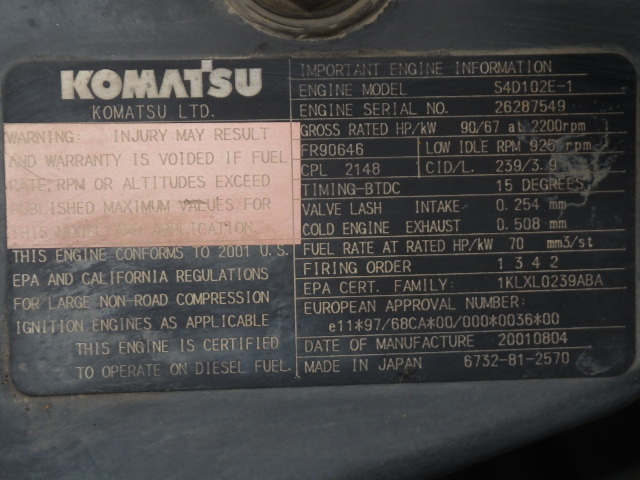 KOMATSU
KOMATSU LTD.
WARNING: INJURY MAY RESULT
AND WARRANTY IS VOIDED IF FUEL
RATE, RPM OR ALTITUDES EXCEED
PUBLISHED MAXIMUM VALUES FOR
THIS MODEL AND APPLICATION.
THIS ENGINE CONFORMS TO 2001 U.S.
EPA AND CALIFORNIA REGULATIONS
FOR LARGE NON-ROAD COMPRESSION
IGNITION ENGINES AS APPLICABLE
THIS ENGINE IS CERTIFIED
TO OPERATE ON DIESEL FUEL.
IMPORTANT ENGINE INFORMATION
ENGINE MODEL S4D102E-1
ENGINE SERIAL NO. 26287549
GROSS RATED HP/kW 90/67 at 2200rpm
FR90646 LOW IDLE RPM 925 rpm
CPL 2148 CID/L. 239/3.9
TIMING-BTDC 15 DEGREES
VALVE LASH INTAKE 0.254 mm
COLD ENGINE EXHAUST 0.508 mm
FUEL RATE AT RATED HP/kW 70 mm3/st
FIRING ORDER 1 3 4 2
EPA CERT. FAMILY: 1KLXL0239ABA
EUROPEAN APPROVAL NUMBER:
e11*97/68CA*00/000*0036*00
DATE OF MANUFACTURE 20010804
MADE IN JAPAN 6732-81-2570